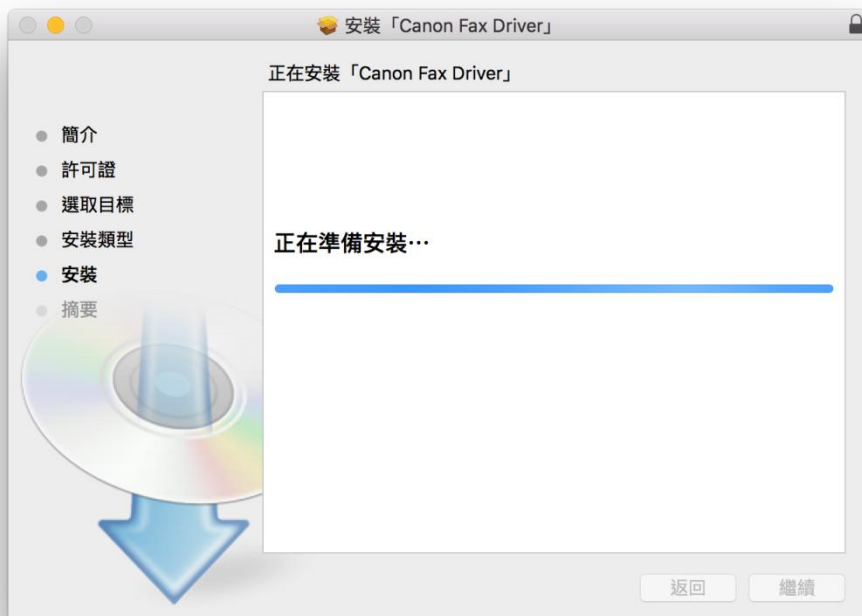 安裝「Canon Fax Driver」
正在安裝「Canon Fax Driver」
簡介
許可證
選取目標
安裝類型
安裝
摘要
正在準備安裝⋯
返回
繼續